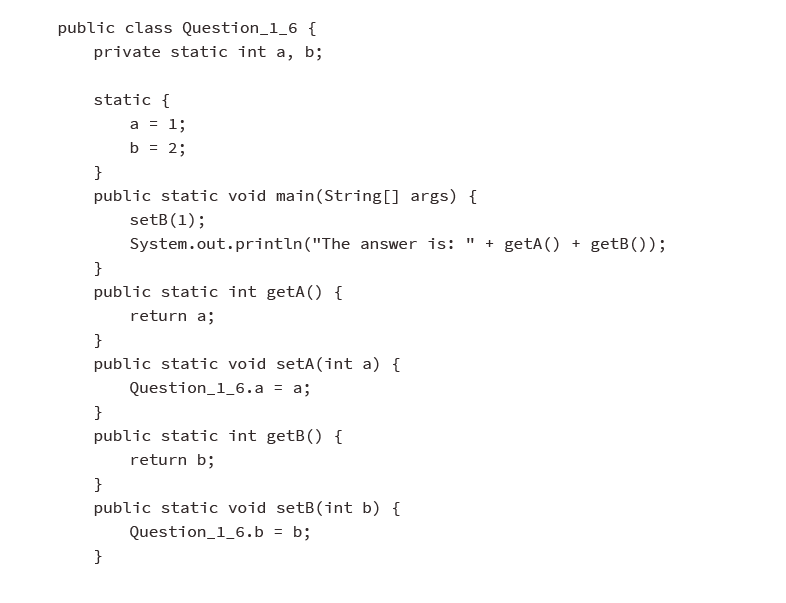 public class Question_1_6 {
    private static int a, b;

    static {
        a = 1;
        b = 2;
    }
    public static void main(String[] args) {
        setB(1);
        System.out.println("The answer is: " + getA() + getB());
    }
    public static int getA() {
        return a;
    }
    public static void setA(int a) {
        Question_1_6.a = a;
    }
    public static int getB() {
        return b;
    }
    public static void setB(int b) {
        Question_1_6.b = b;
    }